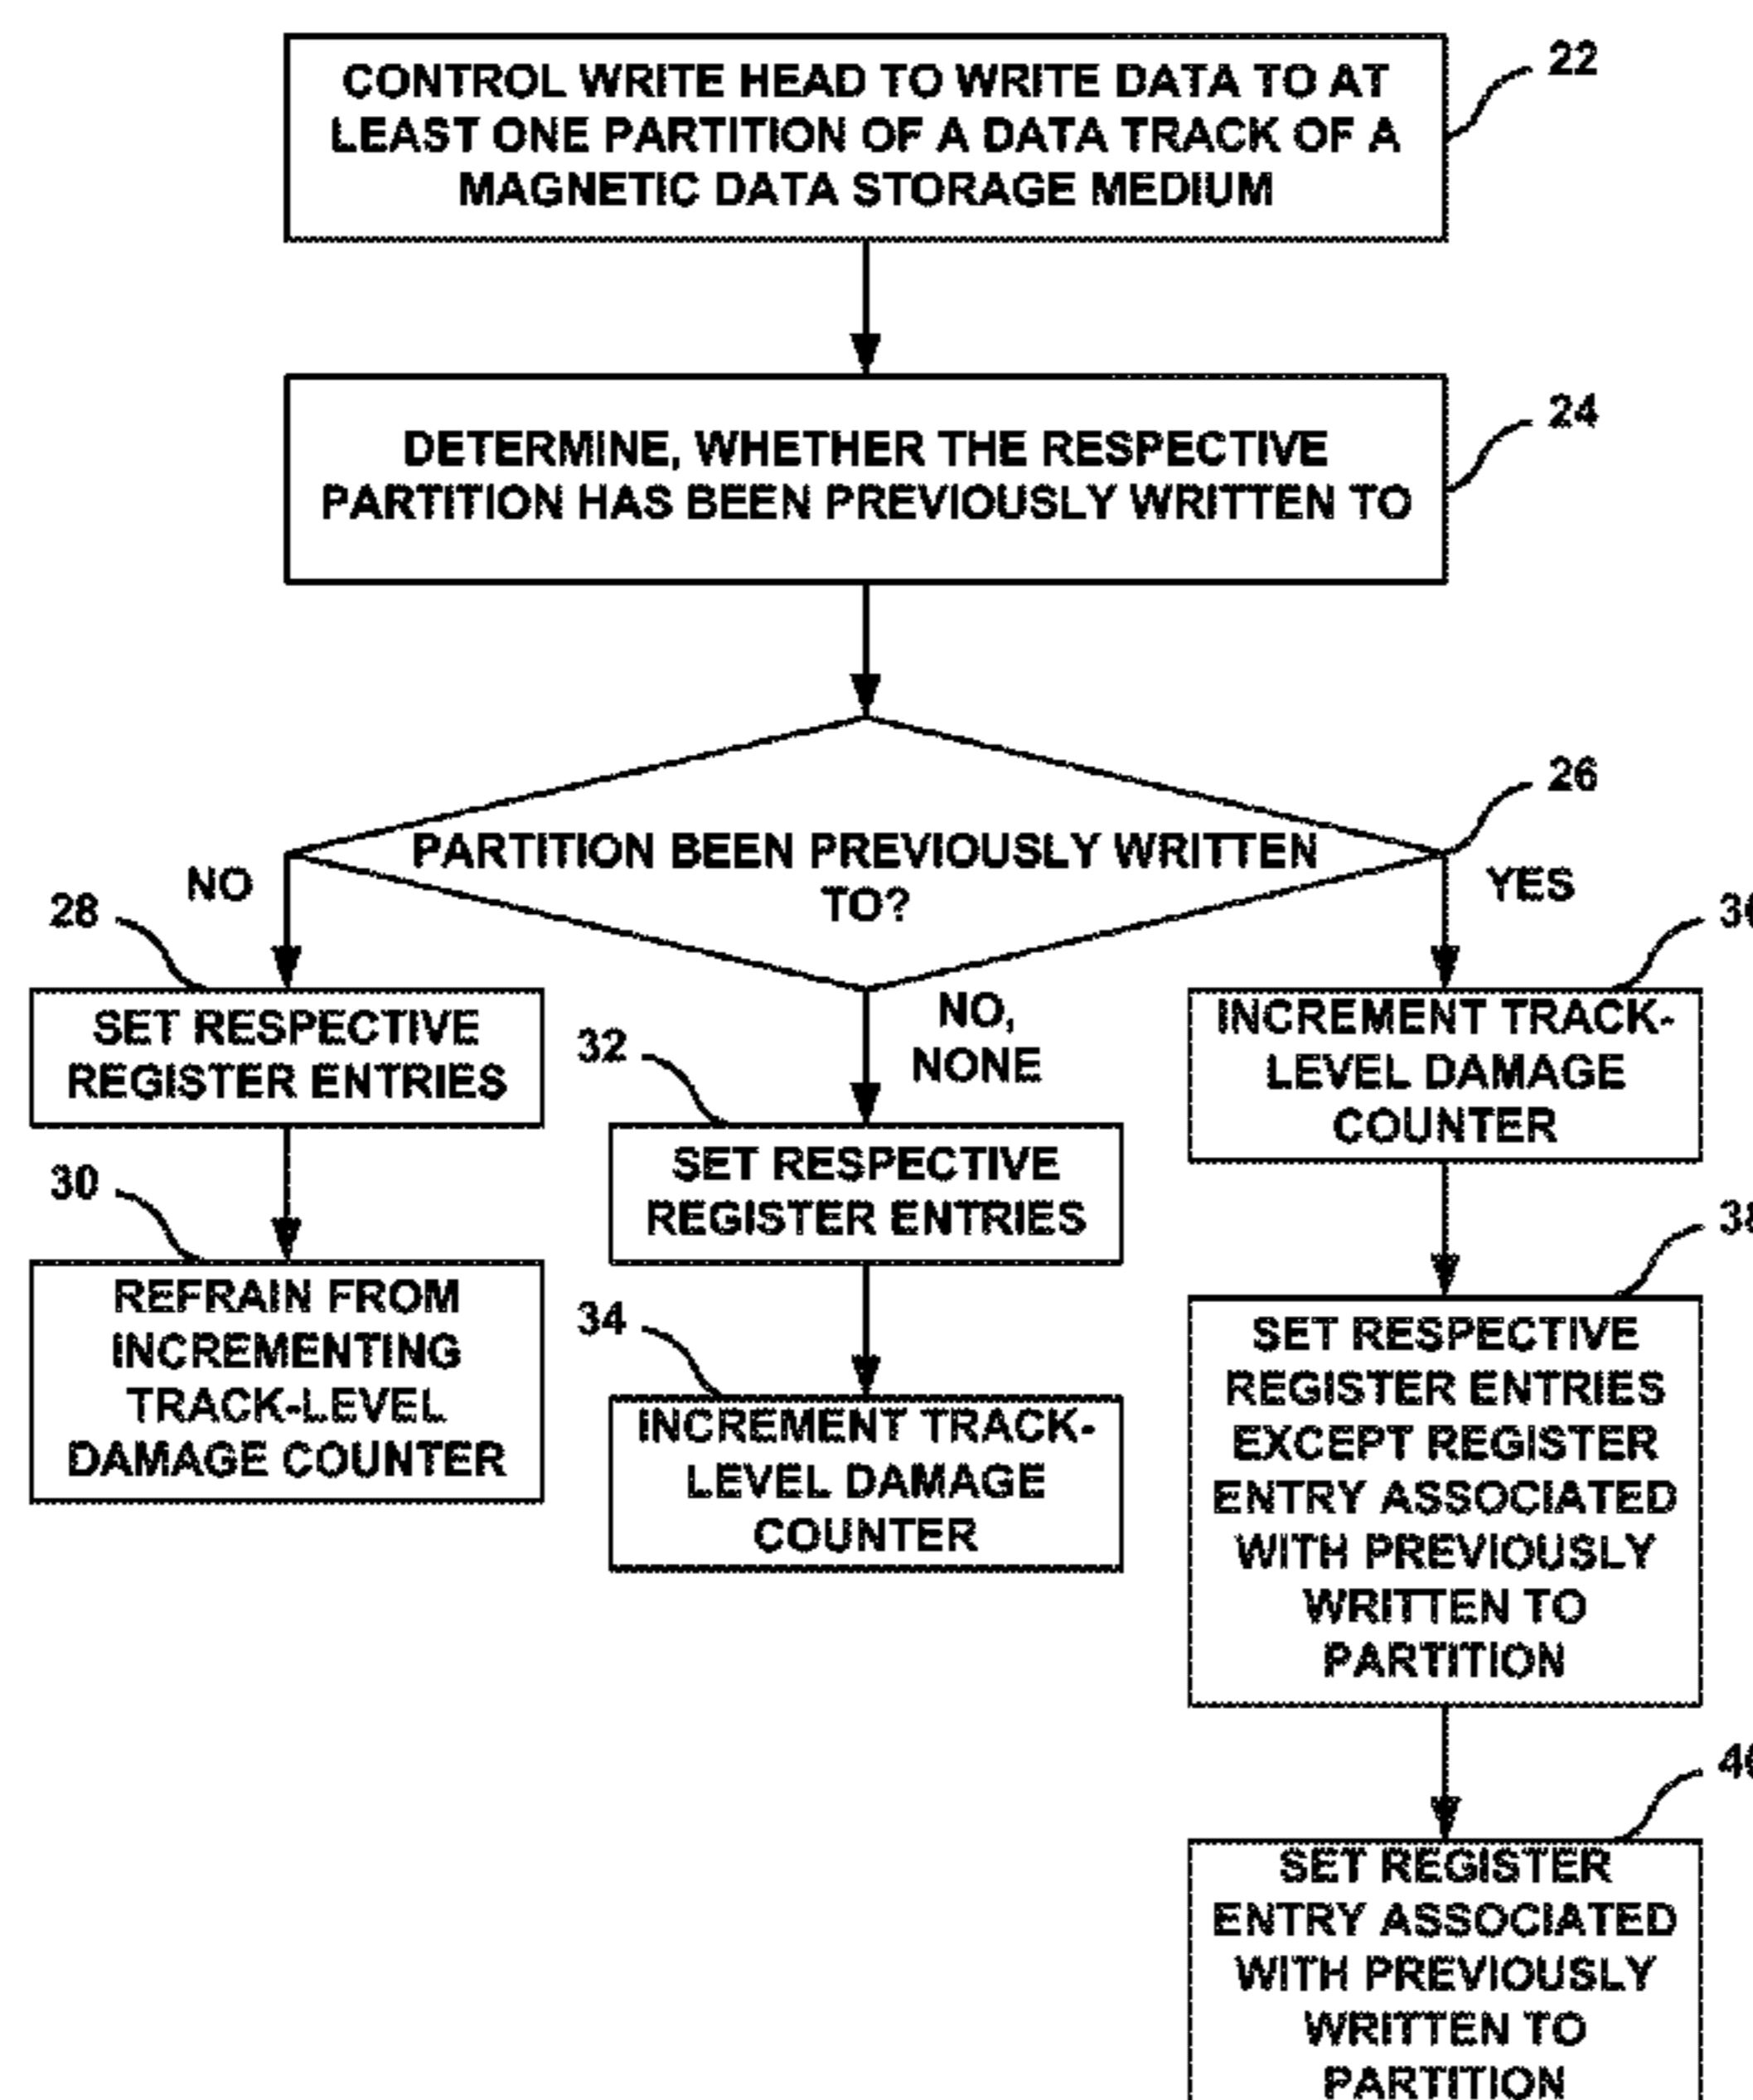 CONTROL WRITE HEAD TO WRITE DATA TO AT
LEAST ONE PARTITION OF A DATA TRACK OF A
MAGNETIC DATA STORAGE MEDIUM
22
DETERMINE, WHETHER THE RESPECTIVE
PARTITION HAS BEEN PREVIOUSLY WRITTEN TO
24
PARTITION BEEN PREVIOUSLY WRITTEN
TO?
26
NO
28
SET RESPECTIVE
REGISTER ENTRIES
30
REFRAIN FROM
INCREMENTING
TRACK-LEVEL
DAMAGE COUNTER
NO,
NONE
32
SET RESPECTIVE
REGISTER ENTRIES
34
INCREMENT TRACK-
LEVEL DAMAGE
COUNTER
YES
INCREMENT TRACK-
LEVEL DAMAGE
COUNTER
SET RESPECTIVE
REGISTER ENTRIES
EXCEPT REGISTER
ENTRY ASSOCIATED
WITH PREVIOUSLY
WRITTEN TO
PARTITION
SET REGISTER
ENTRY ASSOCIATED
WITH PREVIOUSLY
WRITTEN TO
PARTITION